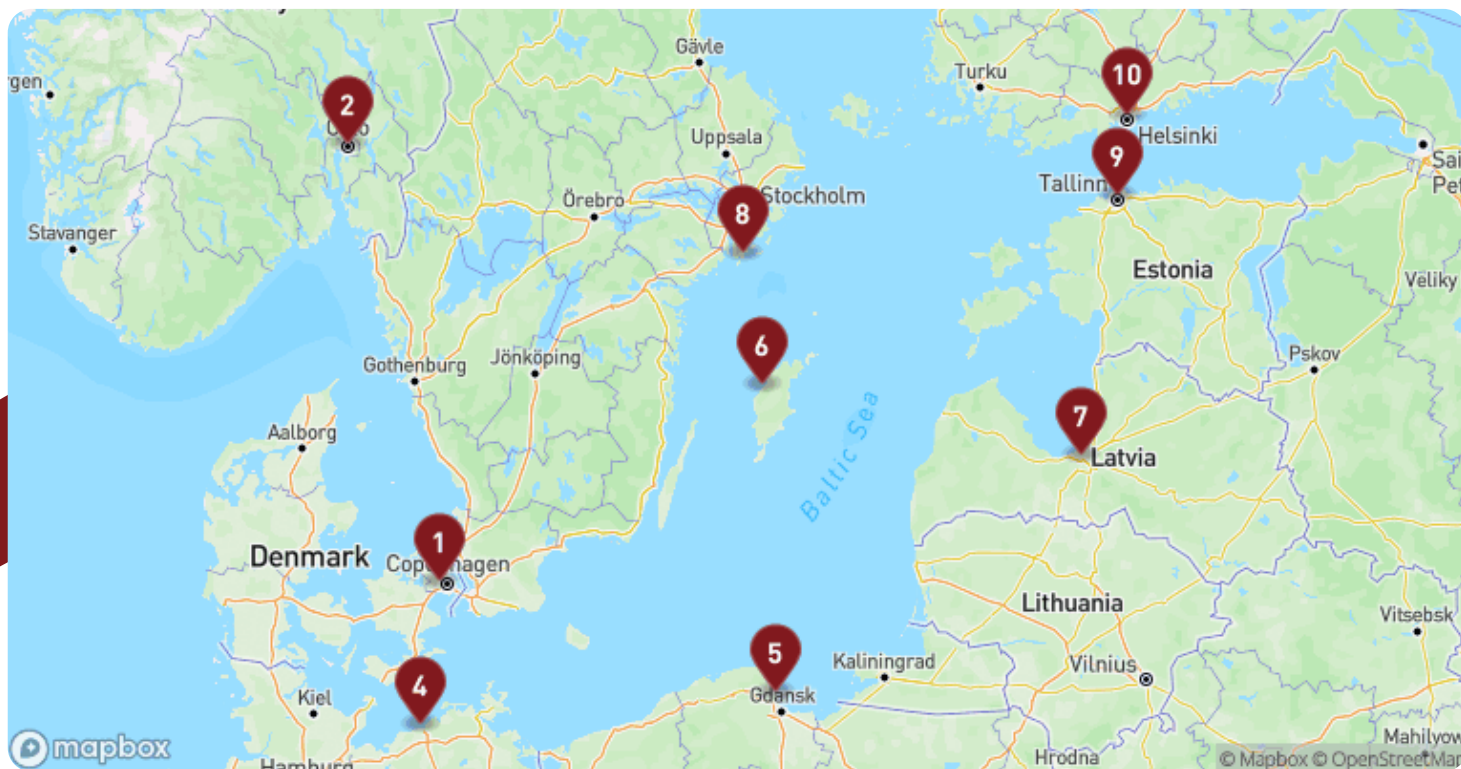 Gävle
Turku
10
rgen
2
Helsinki
Uppsala
9
Sai
Pet
Tallinn
Stockholm
Örebro
8
Stavanger
Estonia
Veliky
6
Pskov
Jönköping
Gothenburg
Baltic Sea
7
Aalborg
Latvia
1
Denmark
Copenhagen
Lithuania
Vitsebsk
5
Kaliningrad
Vilnius
4
Gdansk
Kiel
Mahilyow
mapbox
Hrodna
© Mapbox © OpenStreetMap
Hamburg